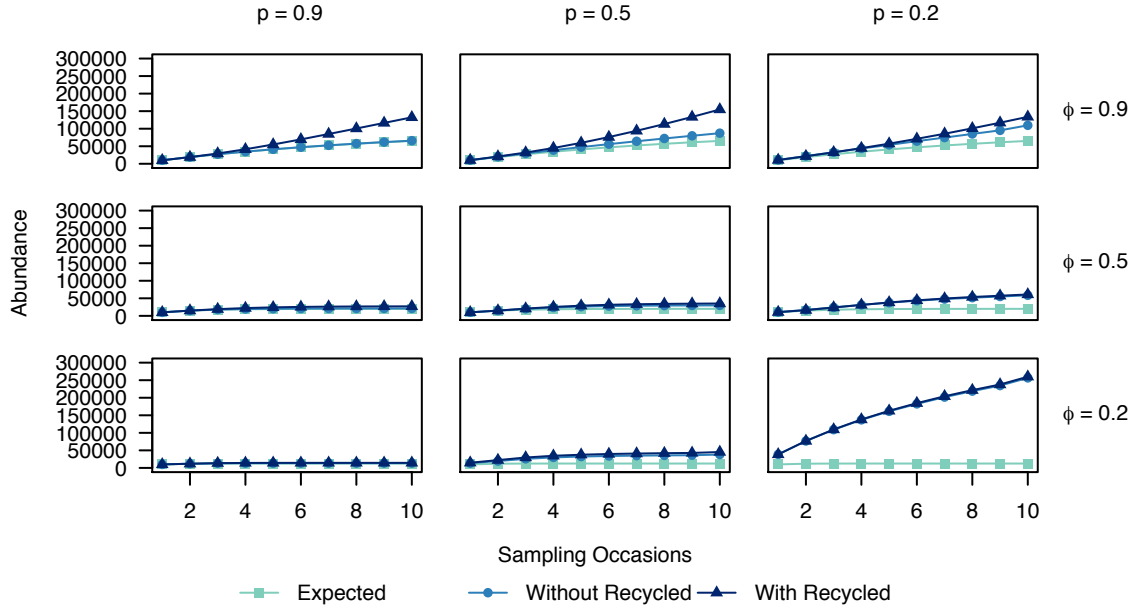 p = 0.9 p = 0.5 p = 0.2
300000
250000
200000
150000
100000
50000
0
ϕ = 0.9
300000
250000
200000
150000
100000
50000
0
ϕ = 0.5
300000
250000
200000
150000
100000
50000
0
ϕ = 0.2
Abundance
2 4 6 8 10 2 4 6 8 10 2 4 6 8 10
Sampling Occasions
Expected Without Recycled With Recycled